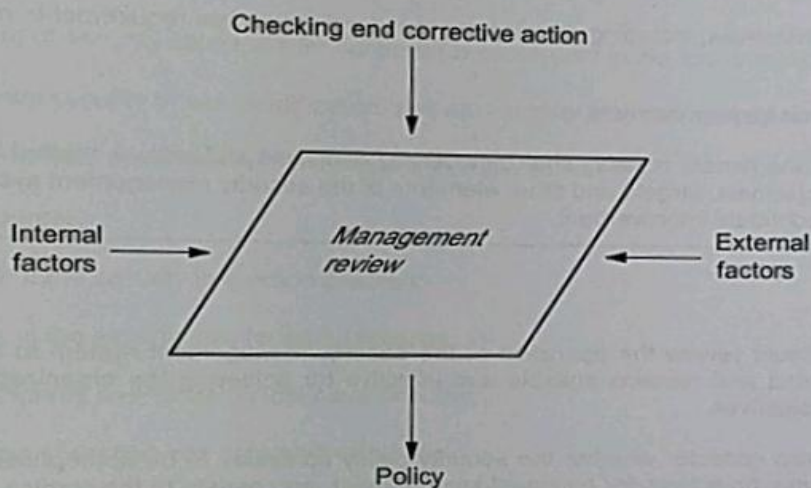 Checking end corrective action
Internal
factors
Management
review
External
factors
Policy